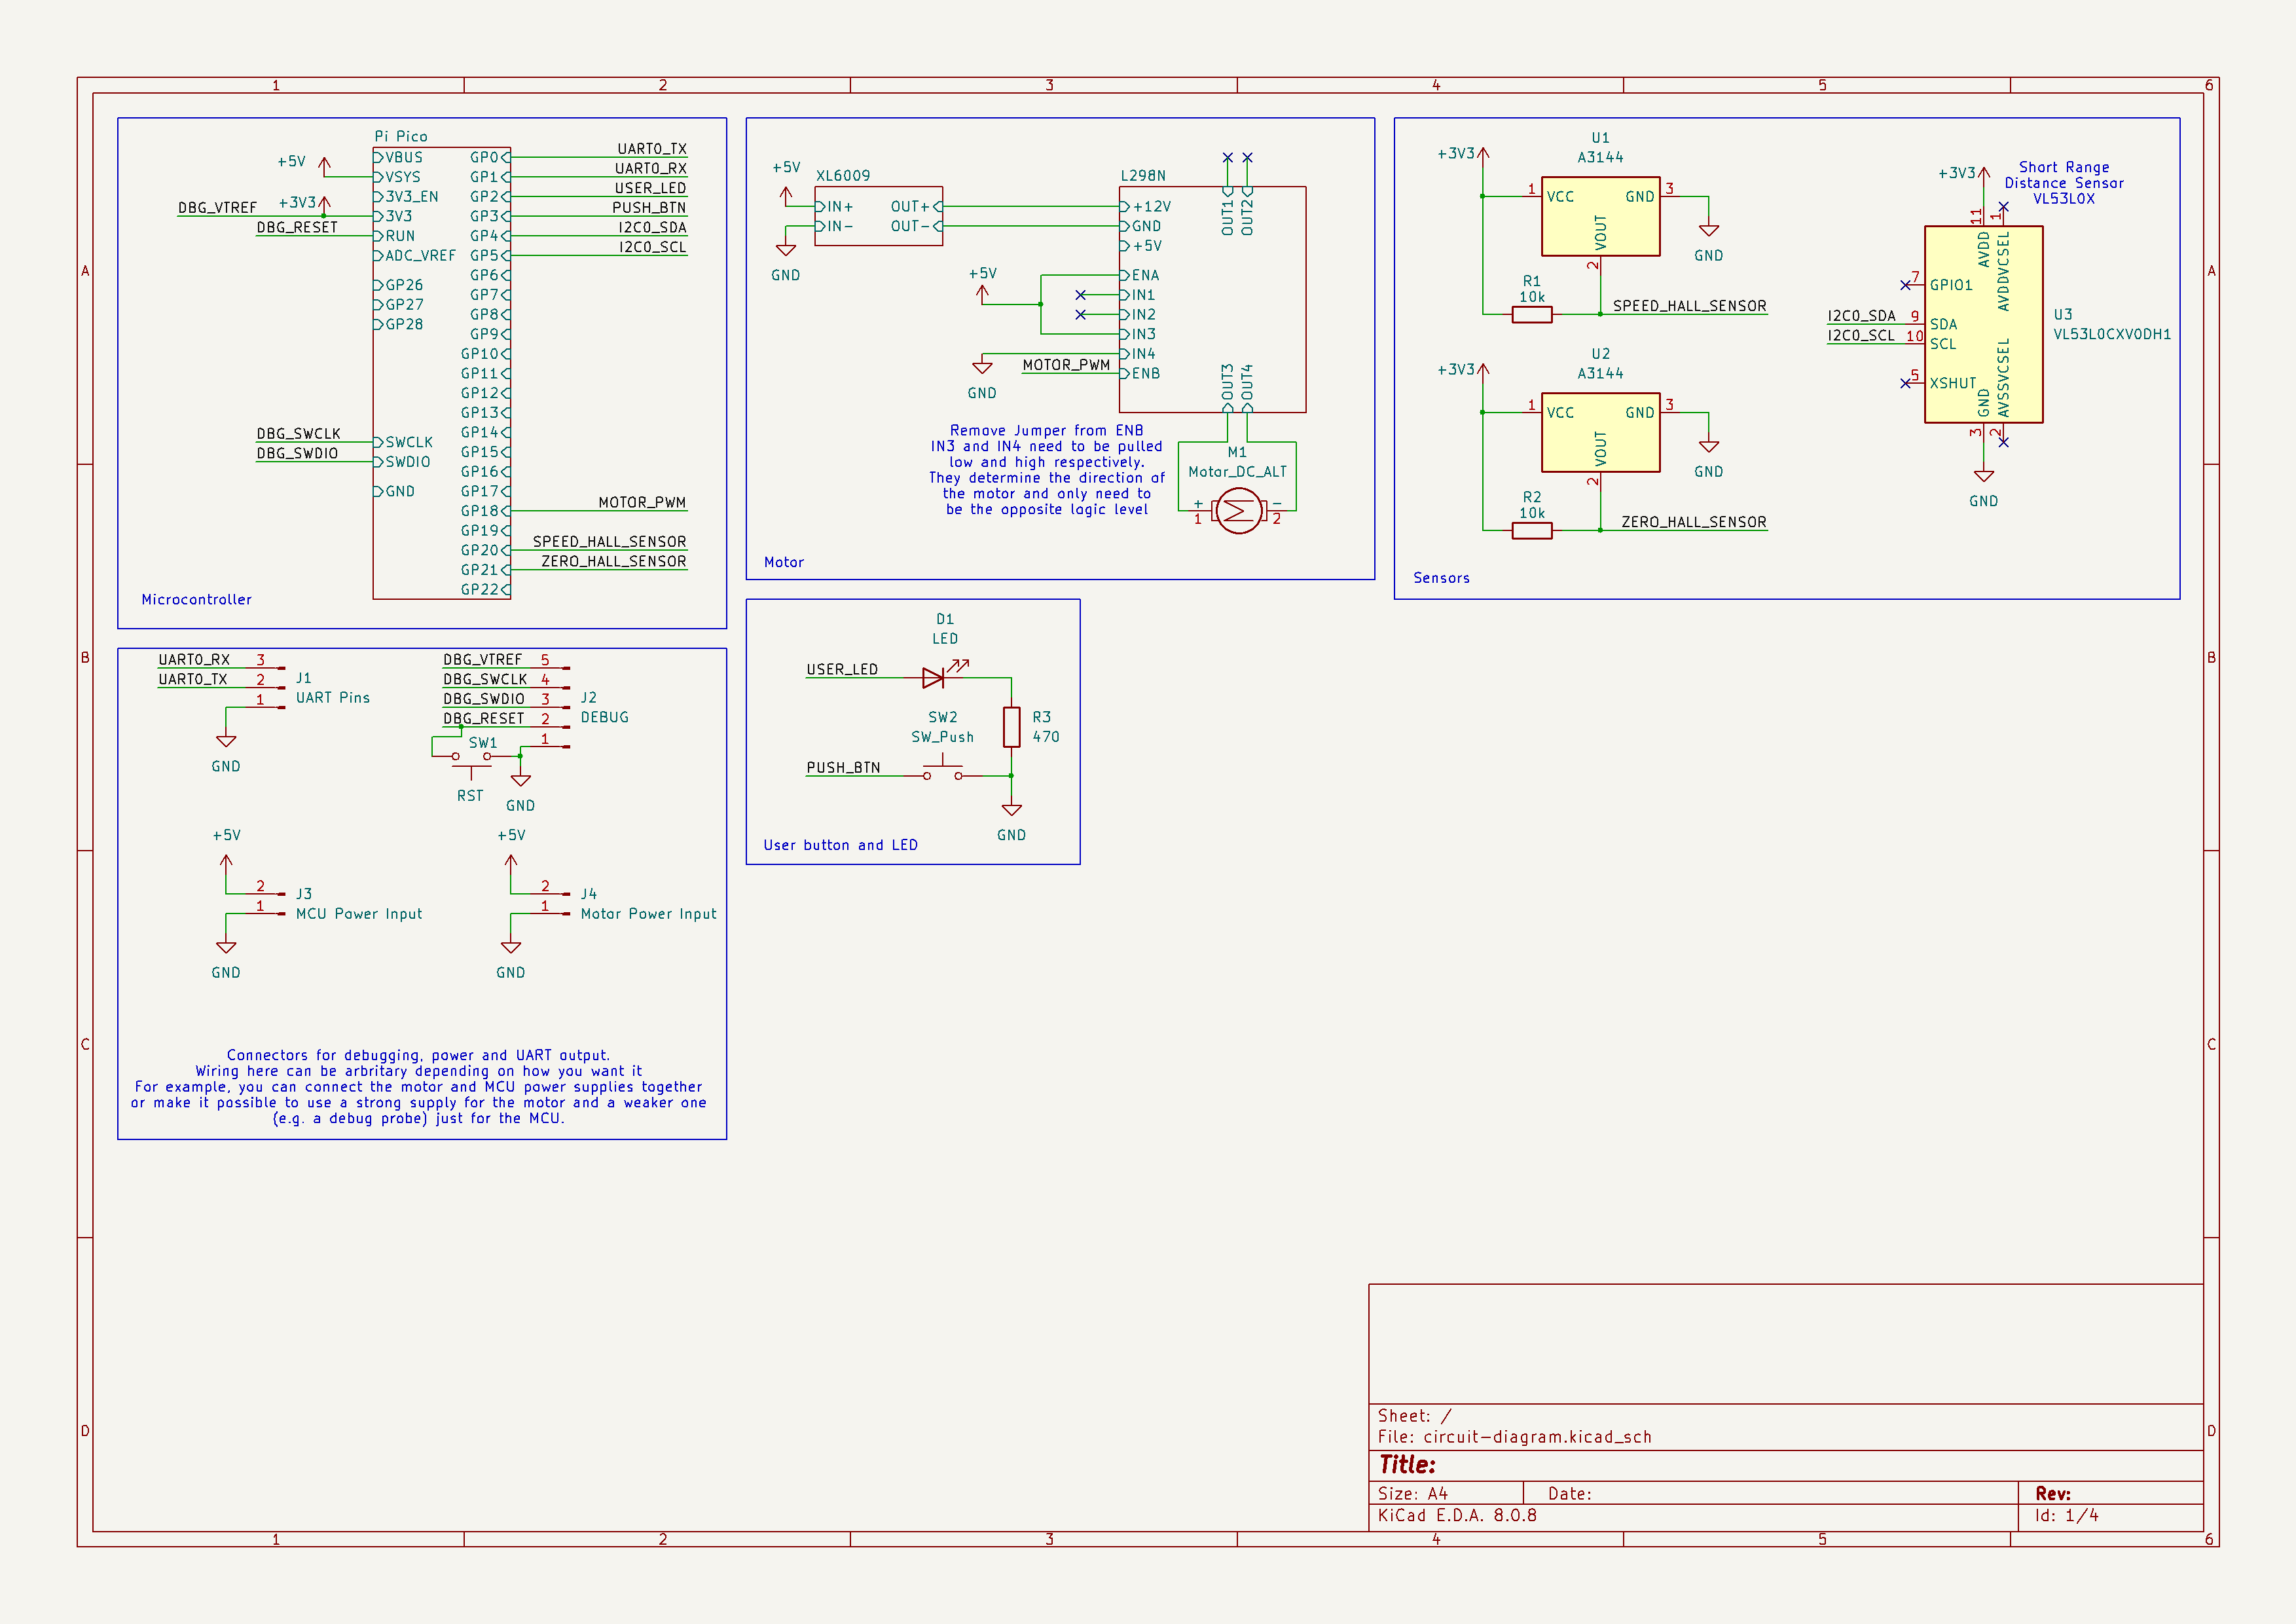 1 2 3 4 5 6
A
B
C
D
A
B
C
D
1 2 3 4 5 6
Pi Pico
+5V
+3V3
DBG_VTREF
DBG_RESET
VBUS
VSYS
3V3_EN
3V3
RUN
ADC_VREF
GP26
GP27
GP28
DBG_SWCLK
DBG_SWDIO
SWCLK
SWDIO
GND
GP0
GP1
GP2
GP3
GP4
GP5
GP6
GP7
GP8
GP9
GP10
GP11
GP12
GP13
GP14
GP15
GP16
GP17
GP18
GP19
GP20
GP21
GP22
UART0_TX
UART0_RX
USER_LED
PUSH_BTN
I2C0_SDA
I2C0_SCL
MOTOR_PWM
SPEED_HALL_SENSOR
ZERO_HALL_SENSOR
Microcontroller
+5V
XL6009
IN+
IN-
OUT+
OUT-
GND
L298N
OUT1
OUT2
+12V
GND
+5V
ENA
IN1
IN2
IN3
IN4
ENB
OUT3
OUT4
+5V
GND
MOTOR_PWM
Remove Jumper from ENB
IN3 and IN4 need to be pulled
low and high respectively.
They determine the direction of
the motor and only need to
be the opposite logic level
M1
Motor_DC_ALT
+
1
-
2
Motor
+3V3
U1
A3144
1
VCC
GND
3
VOUT
2
GND
R1
10k
SPEED_HALL_SENSOR
+3V3
U2
A3144
1
VCC
GND
3
VOUT
2
GND
R2
10k
ZERO_HALL_SENSOR
Sensors
+3V3
Short Range
Distance Sensor
VL53L0X
11
1
AVDD
AVDDVCSEL
7
GPIO1
I2C0_SDA
9
SDA
I2C0_SCL
10
SCL
5
XSHUT
GND
AVSSVCSEL
3
2
GND
U3
VL53L0CXV0DH1
UART0_RX
3
UART0_TX
2
1
J1
UART Pins
GND
DBG_VTREF
5
DBG_SWCLK
4
DBG_SWDIO
3
DBG_RESET
2
1
J2
DEBUG
SW1
RST
GND
+5V
2
1
J3
MCU Power Input
GND
+5V
2
1
J4
Motor Power Input
GND
Connectors for debugging, power and UART output.
Wiring here can be arbritary depending on how you want it
For example, you can connect the motor and MCU power supplies together
or make it possible to use a strong supply for the motor and a weaker one
(e.g. a debug probe) just for the MCU.
D1
LED
USER_LED
SW2
SW_Push
R3
470
PUSH_BTN
GND
User button and LED
Sheet: /
File: circuit-diagram.kicad_sch
Title:
Size: A4
Date:
Rev:
KiCad E.D.A. 8.0.8
Id: 1/4